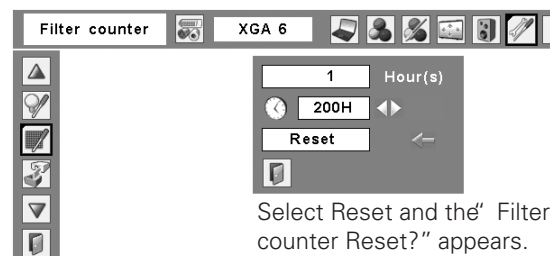 Filter counter XGA 6
1 Hour(s)
200H
Reset
Select Reset and the“ Filter
counter Reset?” appears.